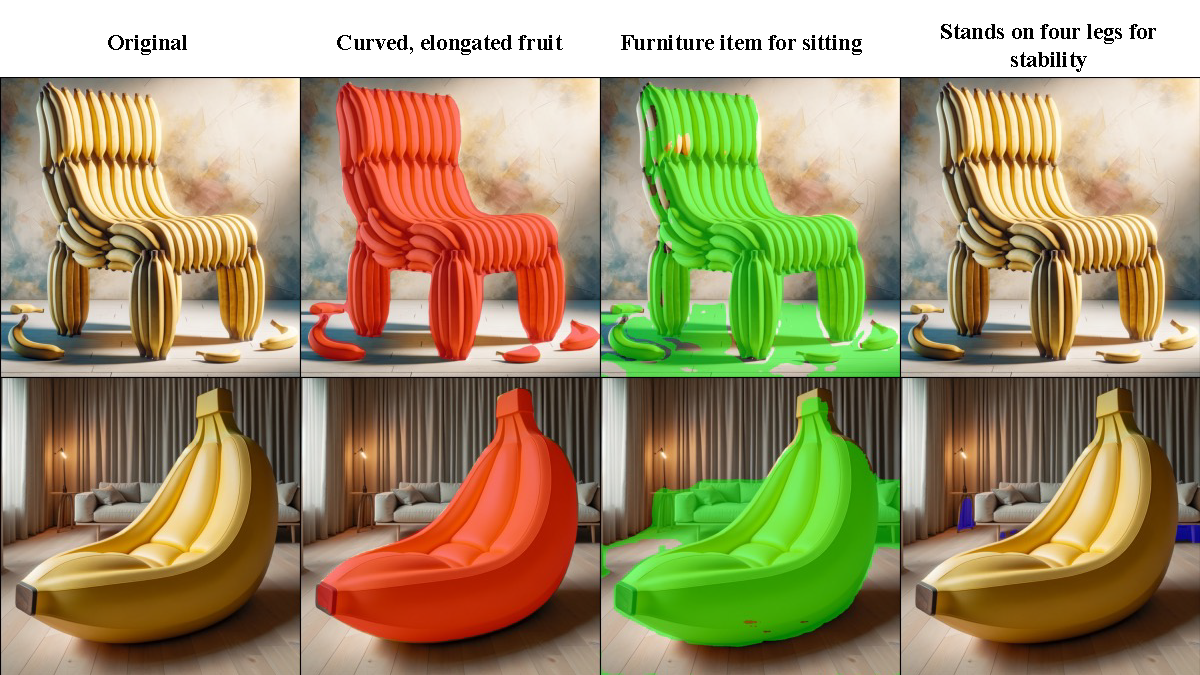 Original
Curved, elongated fruit
Furniture item for sitting
Stands on four legs for
stability